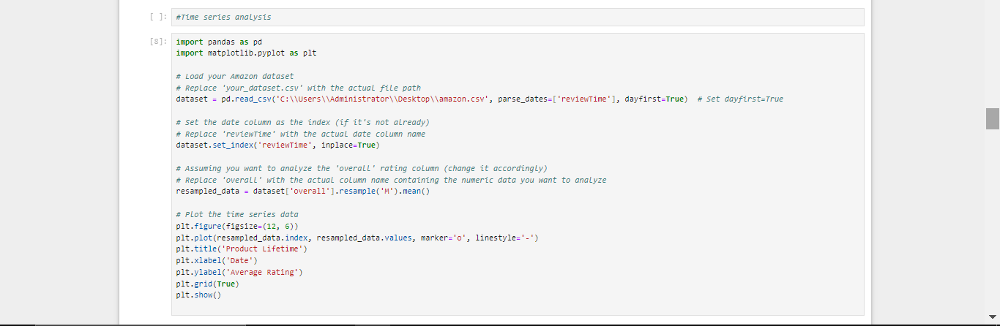 [ ]: #Time series analysis
[8]: import pandas as pd
import matplotlib.pyplot as plt
# Load your Amazon dataset
# Replace 'your_dataset.csv' with the actual file path
dataset = pd.read_csv('C:\\Users\\Administrator\\Desktop\\amazon.csv', parse_dates=['reviewTime'], dayfirst=True)  # Set dayfirst=True
# Set the date column as the index (if it's not already)
# Replace 'reviewTime' with the actual date column name
dataset.set_index('reviewTime', inplace=True)
# Assuming you want to analyze the 'overall' rating column (change it accordingly)
# Replace 'overall' with the actual column name containing the numeric data you want to analyze
resampled_data = dataset['overall'].resample('M').mean()
# Plot the time series data
plt.figure(figsize=(12, 6))
plt.plot(resampled_data.index, resampled_data.values, marker='o', linestyle='-')
plt.title('Product Lifetime')
plt.xlabel('Date')
plt.ylabel('Average Rating')
plt.grid(True)
plt.show()